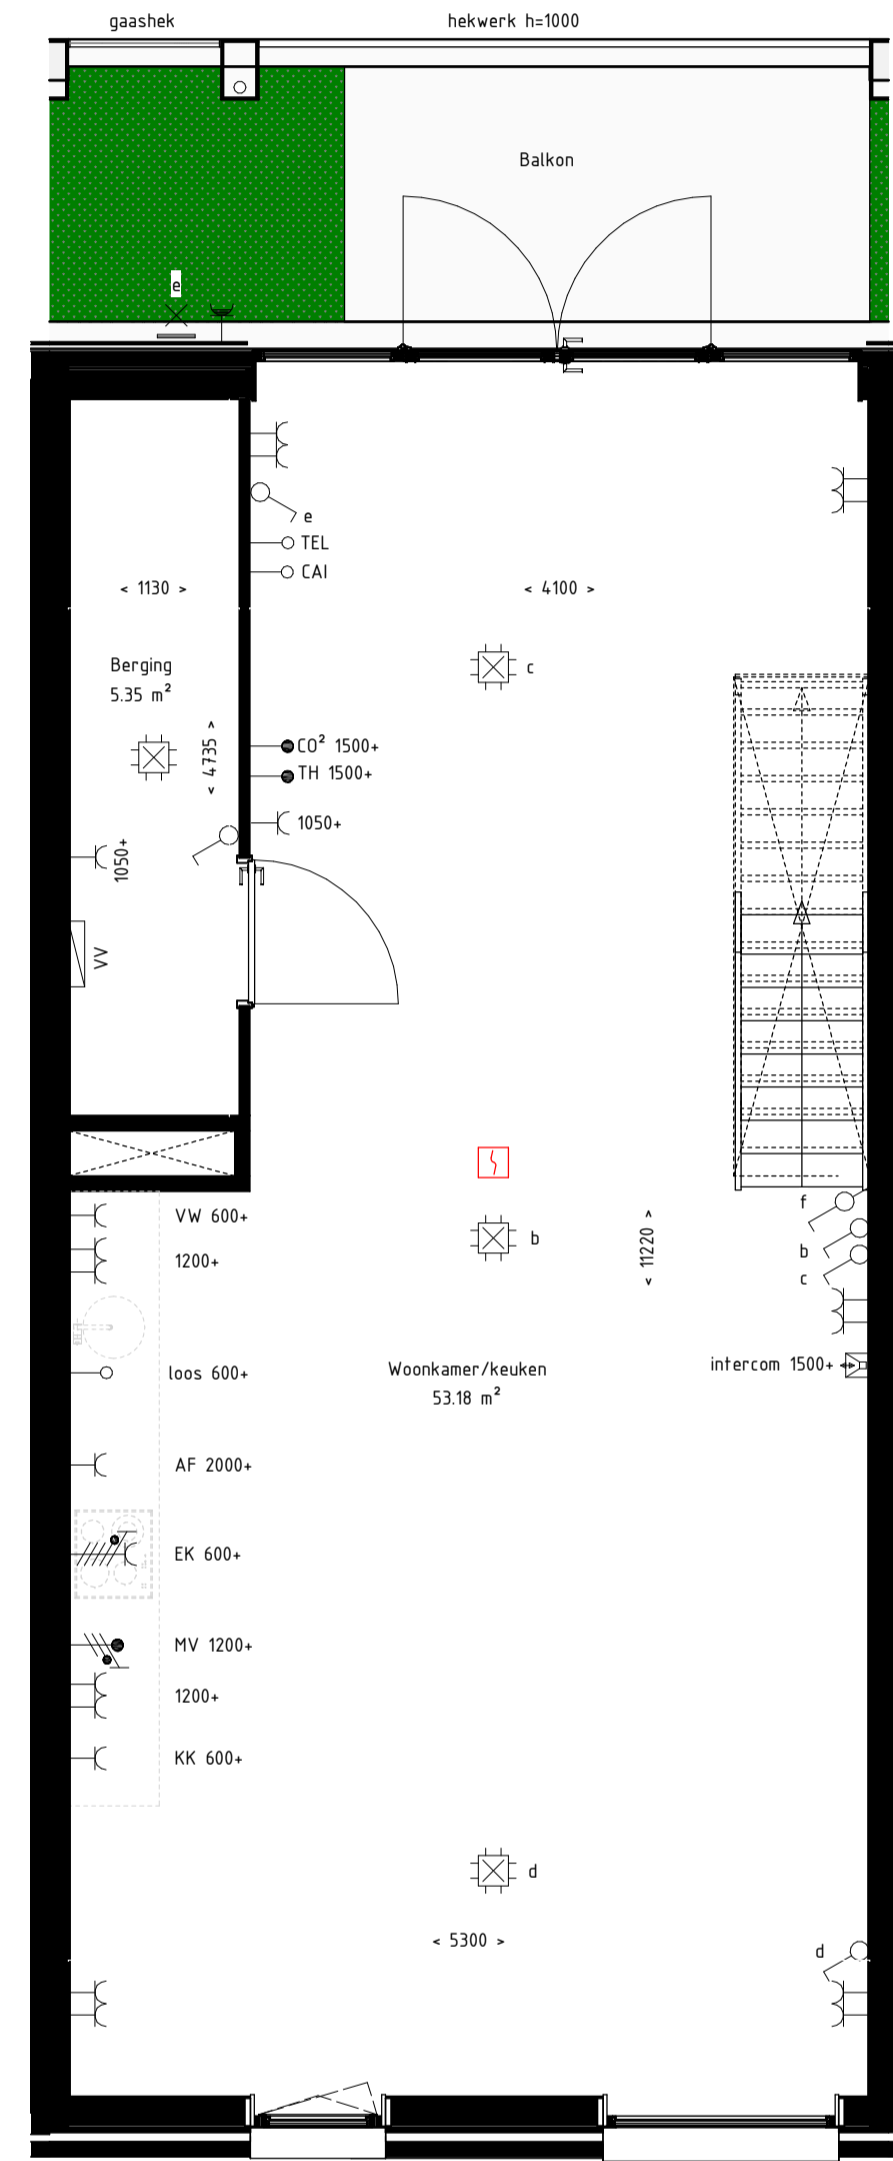 gaashek
hekwerk h=1000
Balkon
e
e
TEL
CAI
< 1130 >
< 4100 >
Berging
5.35 m²
c
< 4735 >
CO² 1500+
TH 1500+
1050+
1050+
VV
f
VW 600+
b
b
< 11220 >
1200+
c
loos 600+
Woonkamer/keuken
53.18 m²
intercom 1500+
AF 2000+
EK 600+
MV 1200+
1200+
KK 600+
d
< 5300 >
d